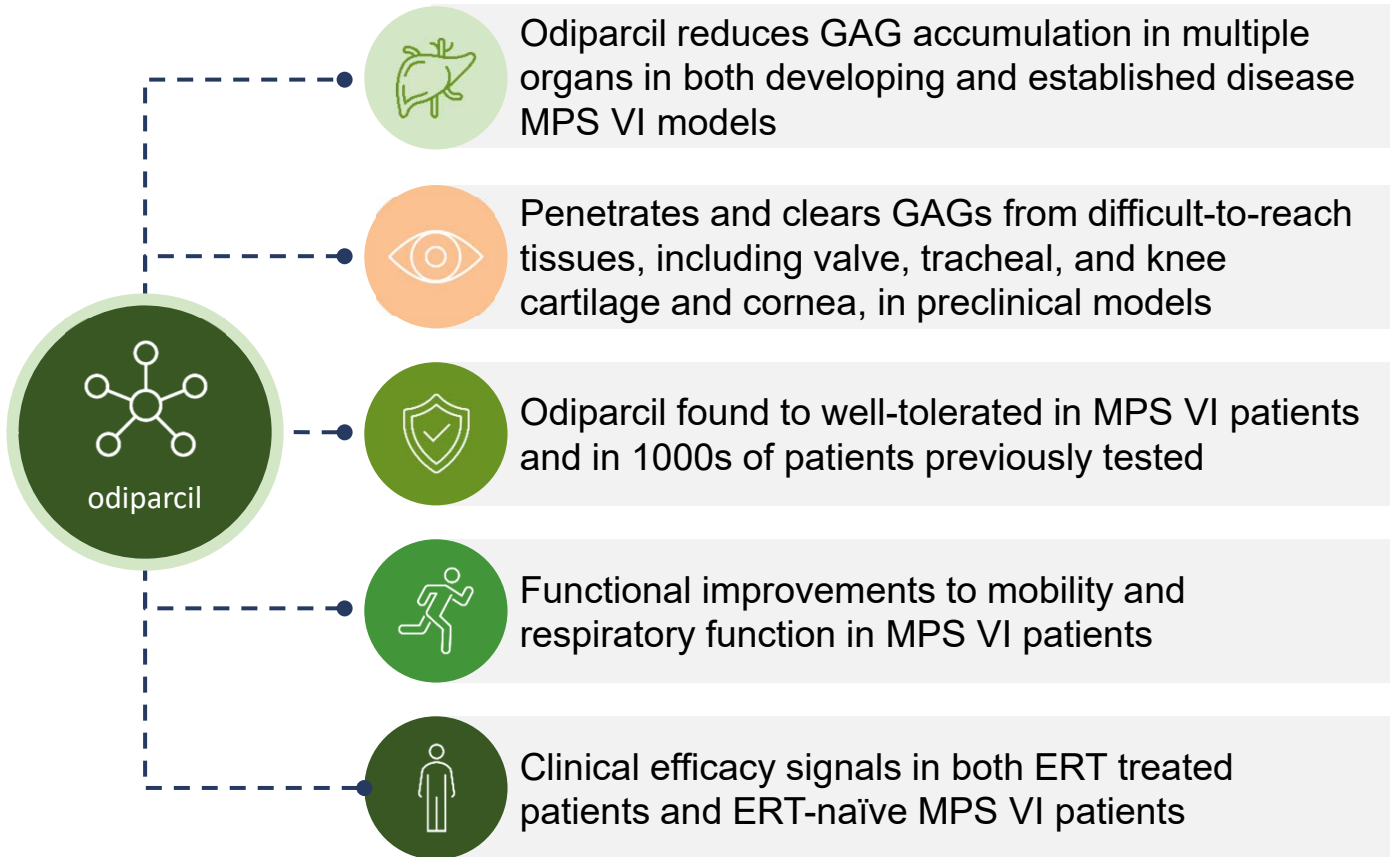 Odiparcil reduces GAG accumulation in multiple
organs in both developing and established disease
MPS VI models
Penetrates and clears GAGs from difficult-to-reach
tissues, including valve, tracheal, and knee
cartilage and cornea, in preclinical models
odiparcil
Odiparcil found to well-tolerated in MPS VI patients
and in 1000s of patients previously tested
Functional improvements to mobility and
respiratory function in MPS VI patients
Clinical efficacy signals in both ERT treated
patients and ERT-naïve MPS VI patients